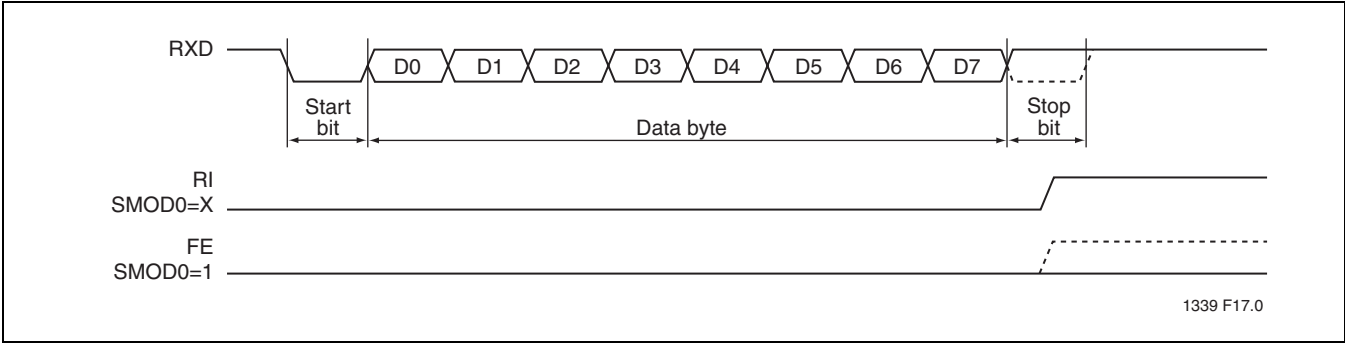 RXD
D0 D1 D2 D3 D4 D5 D6 D7
Start
bit
Data byte
Stop
bit
RI
SMOD0=X
FE
SMOD0=1
1339 F17.0